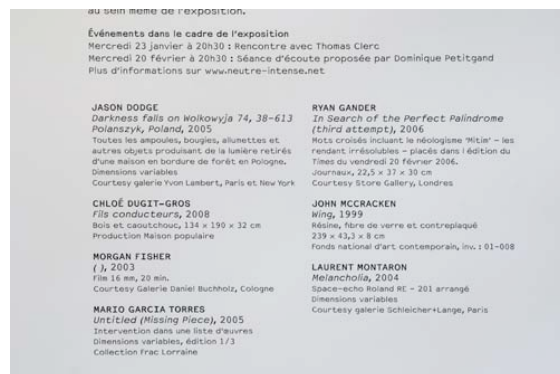 au sein même de l'exposition.
Événements dans le cadre de l'exposition
Mercredi 23 janvier à 20h30 : Rencontre avec Thomas Clerc
Mercredi 20 février à 20h30 : Séance d'écoute proposée par Dominique Petitgand
Plus d'informations sur www.neutre-intense.net
JASON DODGE
Darkness falls on Wolkowyja 74, 38-613
Polanszyk, Poland, 2005
Toutes les ampoules, bougies, allumettes et
autres objets produisant de la lumière retirés
d'une maison en bordure de forêt en Pologne.
Dimensions variables
Courtesy galerie Yvon Lambert, Paris et New York
CHLOÉ DUGIT-GROS
Fils conducteurs, 2008
Bois et caoutchouc, 134 x 190 x 32 cm
Production Maison populaire
MORGAN FISHER
( ), 2003
Film 16 mm, 20 min.
Courtesy Galerie Daniel Buchholz, Cologne
MARIO GARCIA TORRES
Untitled (Missing Piece), 2005
Intervention dans une liste d'œuvres
Dimensions variables, édition 1/3
Collection Frac Lorraine
RYAN GANDER
In Search of the Perfect Palindrome
(third attempt), 2006
Mots croisés incluant le néologisme 'Mitim' – les
rendant irrésolubles – placés dans l'édition du
Times du vendredi 20 février 2006.
Journaux, 22,5 x 37 x 30 cm
Courtesy Store Gallery, Londres
JOHN MCCRACKEN
Wing, 1999
Résine, fibre de verre et contreplaqué
239 x 43,3 x 8 cm
Fonds national d'art contemporain, inv. : 01-008
LAURENT MONTARON
Melancholia, 2004
Space-echo Roland RE - 201 arrangé
Dimensions variables
Courtesy galerie Schleicher+Lange, Paris